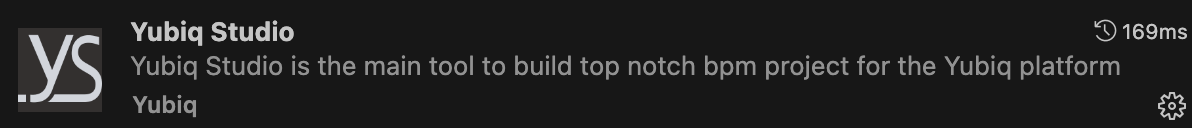 .ys
Yubiq Studio
169ms
Yubiq Studio is the main tool to build top notch bpm project for the Yubiq platform
Yubiq